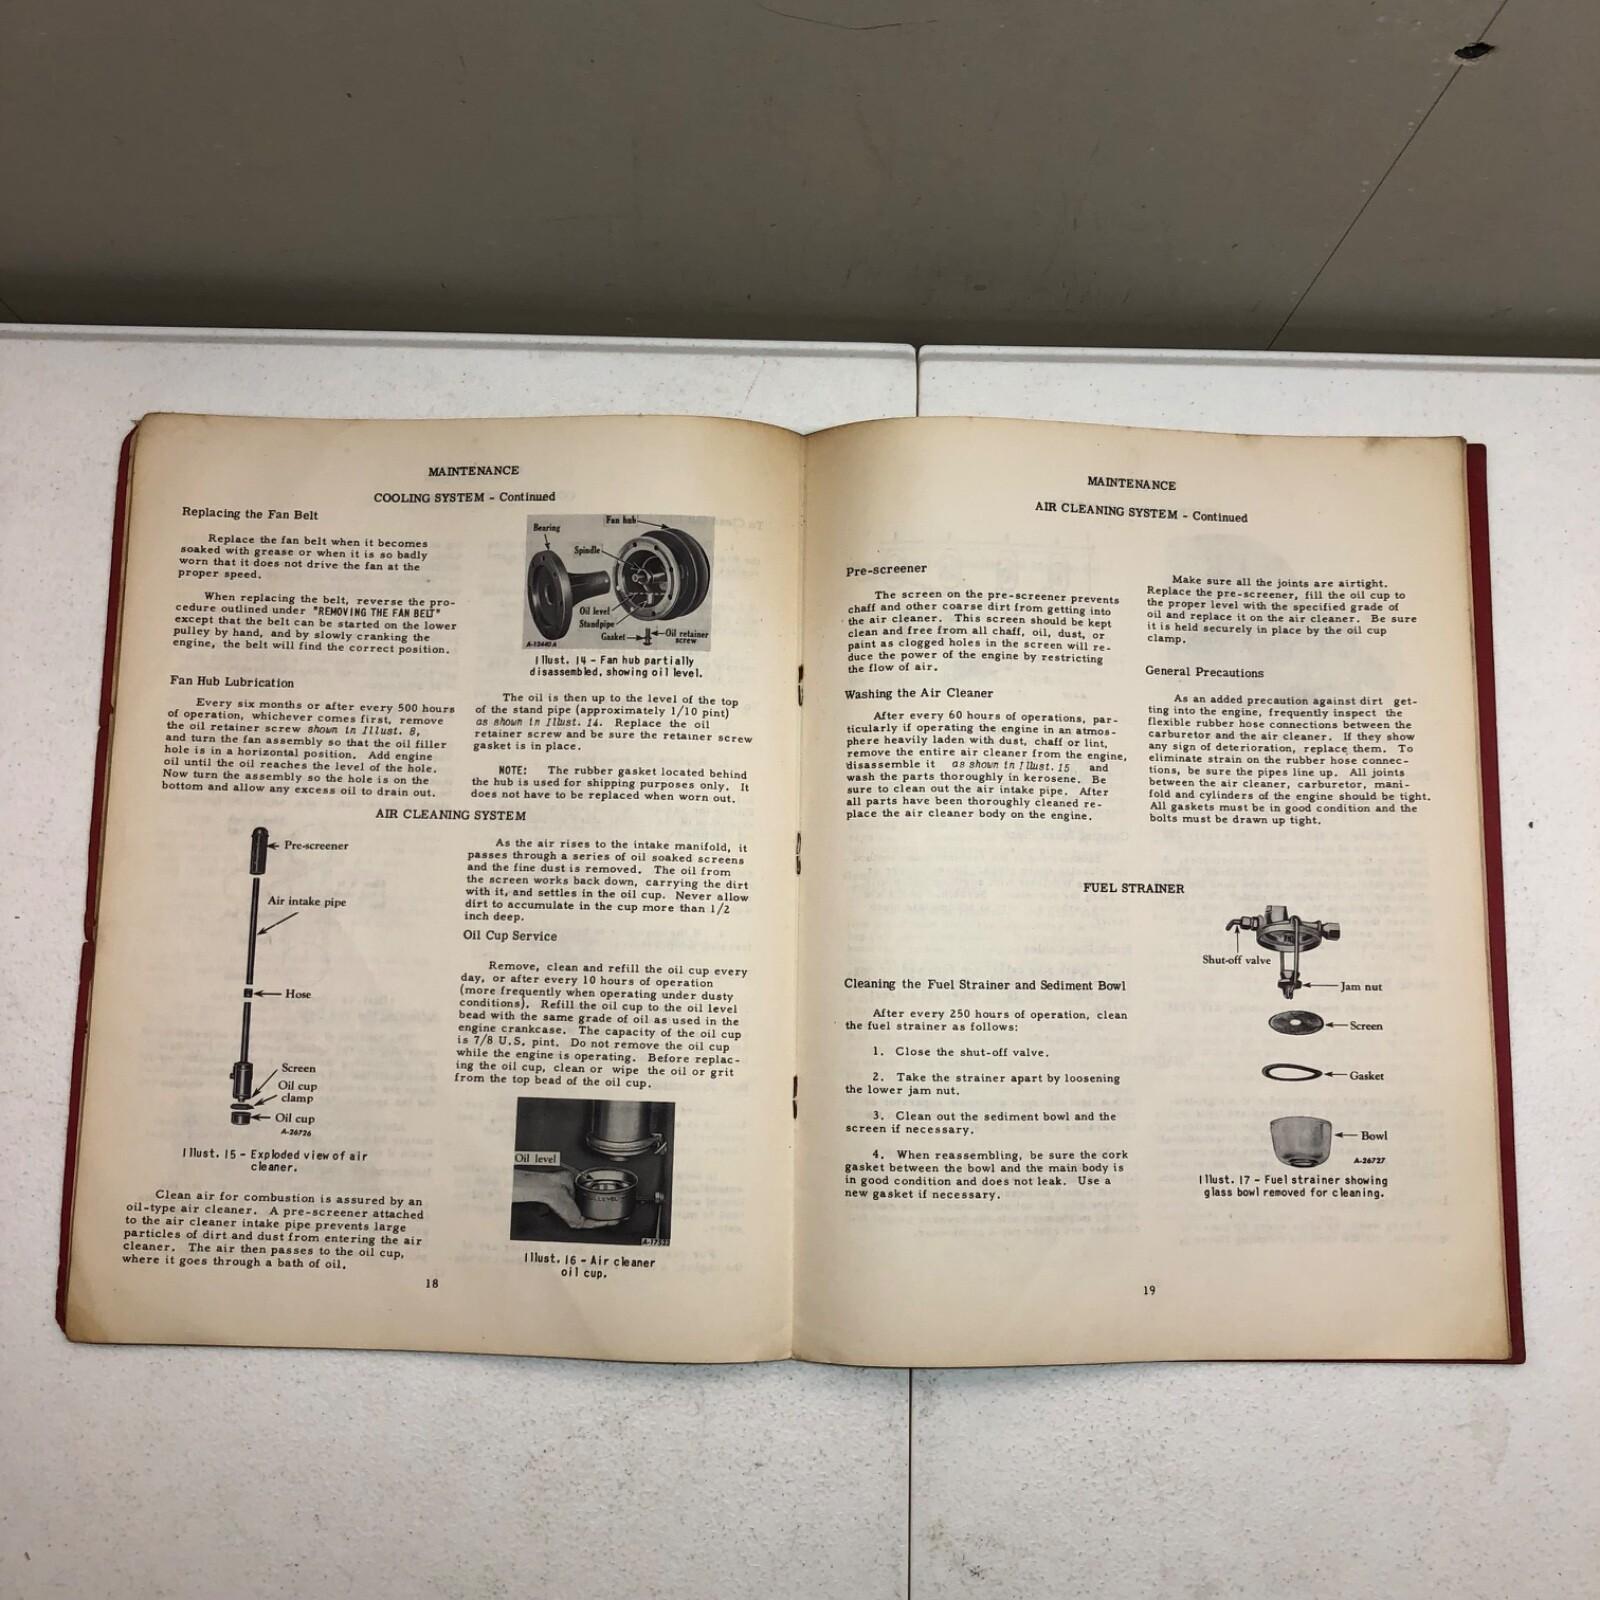 MAINTENANCE
COOLING SYSTEM - Continued
Replacing the Fan Belt
Replace the fan belt when it becomes
soaked with grease or when it is so badly
worn that it does not drive the fan at the
proper speed.
When replacing the belt, reverse the pro-
cedure outlined under "REMOVING THE FAN BELT"
except that the belt can be started on the lower
pulley by hand, and by slowly cranking the
engine, the belt will find the correct position.
Fan Hub Lubrication
Every six months or after every 500 hours
of operation, whichever comes first, remove
the oil retainer screw shown in Illust. 8,
and turn the fan assembly so that the oil filler
hole is in a horizontal position. Add engine
oil until the oil reaches the level of the hole.
Now turn the assembly so the hole is on the
bottom and allow any excess oil to drain out.
Fan hub
Bearing
Spindle
Oil level
Standpipe
Gasket
Oil retainer
screw
A-13440A
Illust. 14 - Fan hub partially
disassembled, showing oil level.
The oil is then up to the level of the top
of the stand pipe (approximately 1/10 pint)
as shown in Illust. 14. Replace the oil
retainer screw and be sure the retainer screw
gasket is in place.
NOTE: The rubber gasket located behind
the hub is used for shipping purposes only. It
does not have to be replaced when worn out.
AIR CLEANING SYSTEM
Pre-screener
Air intake pipe
Hose
Screen
Oil cup
clamp
Oil cup
A-26726
Illust. 15 - Exploded view of air
cleaner.
Clean air for combustion is assured by an
oil-type air cleaner. A pre-screener attached
to the air cleaner intake pipe prevents large
particles of dirt and dust from entering the air
cleaner. The air then passes to the oil cup,
where it goes through a bath of oil.
As the air rises to the intake manifold, it
passes through a series of oil soaked screens
and the fine dust is removed. The oil from
the screen works back down, carrying the dirt
with it, and settles in the oil cup. Never allow
dirt to accumulate in the cup more than 1/2
inch deep.
Oil Cup Service
Remove, clean and refill the oil cup every
day, or after every 10 hours of operation
(more frequently when operating under dusty
conditions). Refill the oil cup to the oil level
bead with the same grade of oil as used in the
engine crankcase. The capacity of the oil cup
is 7/8 U.S. pint. Do not remove the oil cup
while the engine is operating. Before replac-
ing the oil cup, clean or wipe the oil or grit
from the top bead of the oil cup.
Oil level
Illust. 16 - Air cleaner
oil cup.
18
MAINTENANCE
AIR CLEANING SYSTEM - Continued
Pre-screener
The screen on the pre-screener prevents
chaff and other coarse dirt from getting into
the air cleaner. This screen should be kept
clean and free from all chaff, oil, dust, or
paint as clogged holes in the screen will re-
duce the power of the engine by restricting
the flow of air.
Washing the Air Cleaner
After every 60 hours of operations, par-
ticularly if operating the engine in an atmos-
phere heavily laden with dust, chaff or lint,
remove the entire air cleaner from the engine,
disassemble it as shown in Illust. 15 and
wash the parts thoroughly in kerosene. Be
sure to clean out the air intake pipe. After
all parts have been thoroughly cleaned re-
place the air cleaner body on the engine.
Make sure all the joints are airtight.
Replace the pre-screener, fill the oil cup to
the proper level with the specified grade of
oil and replace it on the air cleaner. Be sure
it is held securely in place by the oil cup
clamp.
General Precautions
As an added precaution against dirt get-
ting into the engine, frequently inspect the
flexible rubber hose connections between the
carburetor and the air cleaner. If they show
any sign of deterioration, replace them. To
eliminate strain on the rubber hose connec-
tions, be sure the pipes line up. All joints
between the air cleaner, carburetor, mani-
fold and cylinders of the engine should be tight.
All gaskets must be in good condition and the
bolts must be drawn up tight.
FUEL STRAINER
Cleaning the Fuel Strainer and Sediment Bowl
After every 250 hours of operation, clean
the fuel strainer as follows:
1. Close the shut-off valve.
2. Take the strainer apart by loosening
the lower jam nut.
3. Clean out the sediment bowl and the
screen if necessary.
4. When reassembling, be sure the cork
gasket between the bowl and the main body is
in good condition and does not leak. Use a
new gasket if necessary.
Shut-off valve
Jam nut
Screen
Gasket
Bowl
A-26727
Illust. 17 - Fuel strainer showing
glass bowl removed for cleaning.
19